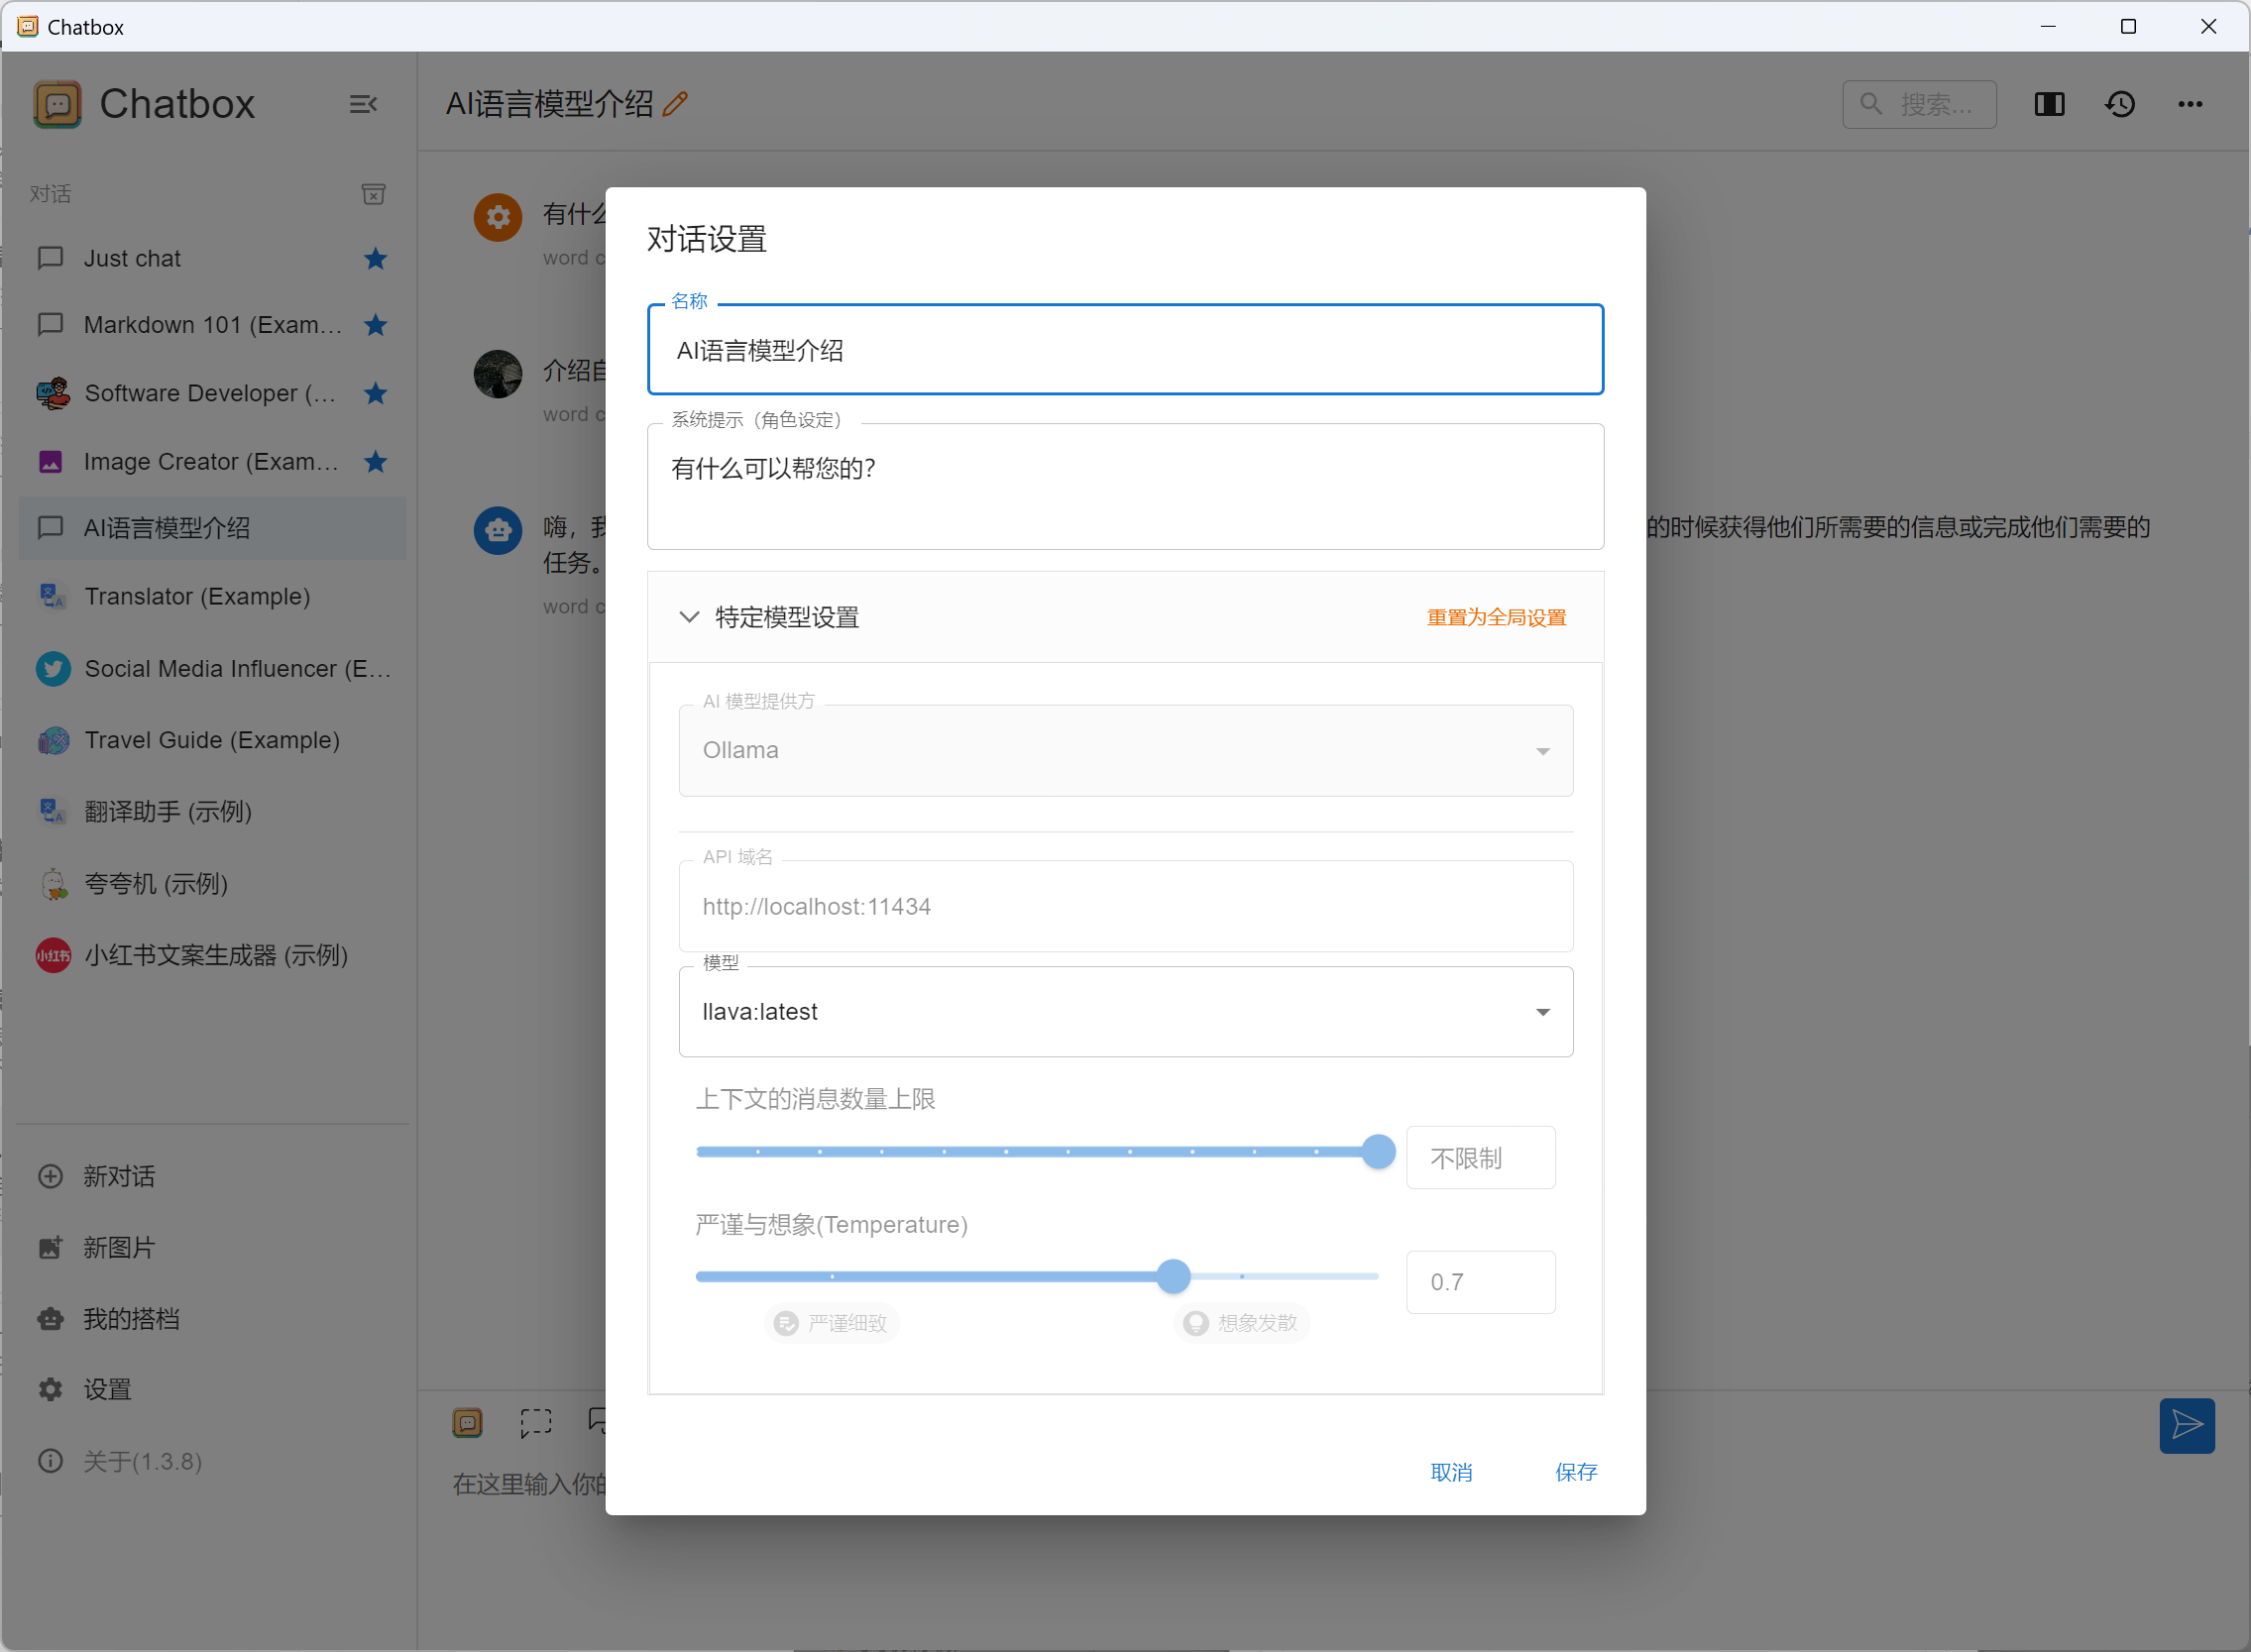 Chatbox
Chatbox
AI语言模型介绍
搜索...
对话
Just chat
Markdown 101 (Exam...
Software Developer (...
Image Creator (Exam...
AI语言模型介绍
Translator (Example)
Social Media Influencer (E...
Travel Guide (Example)
翻译助手 (示例)
夸夸机 (示例)
小红书
小红书文案生成器 (示例)
新对话
新图片
我的搭档
设置
关于(1.3.8)
有什么
word c
介绍自
word c
嗨，我
的时候获得他们所需要的信息或完成他们需要的
任务。
word c
在这里输入你的
对话设置
名称
AI语言模型介绍
系统提示（角色设定）
有什么可以帮您的？
特定模型设置
重置为全局设置
AI 模型提供方
Ollama
API 域名
http://localhost:11434
模型
llava:latest
上下文的消息数量上限
不限制
严谨与想象(Temperature)
0.7
严谨细致
想象发散
取消
保存